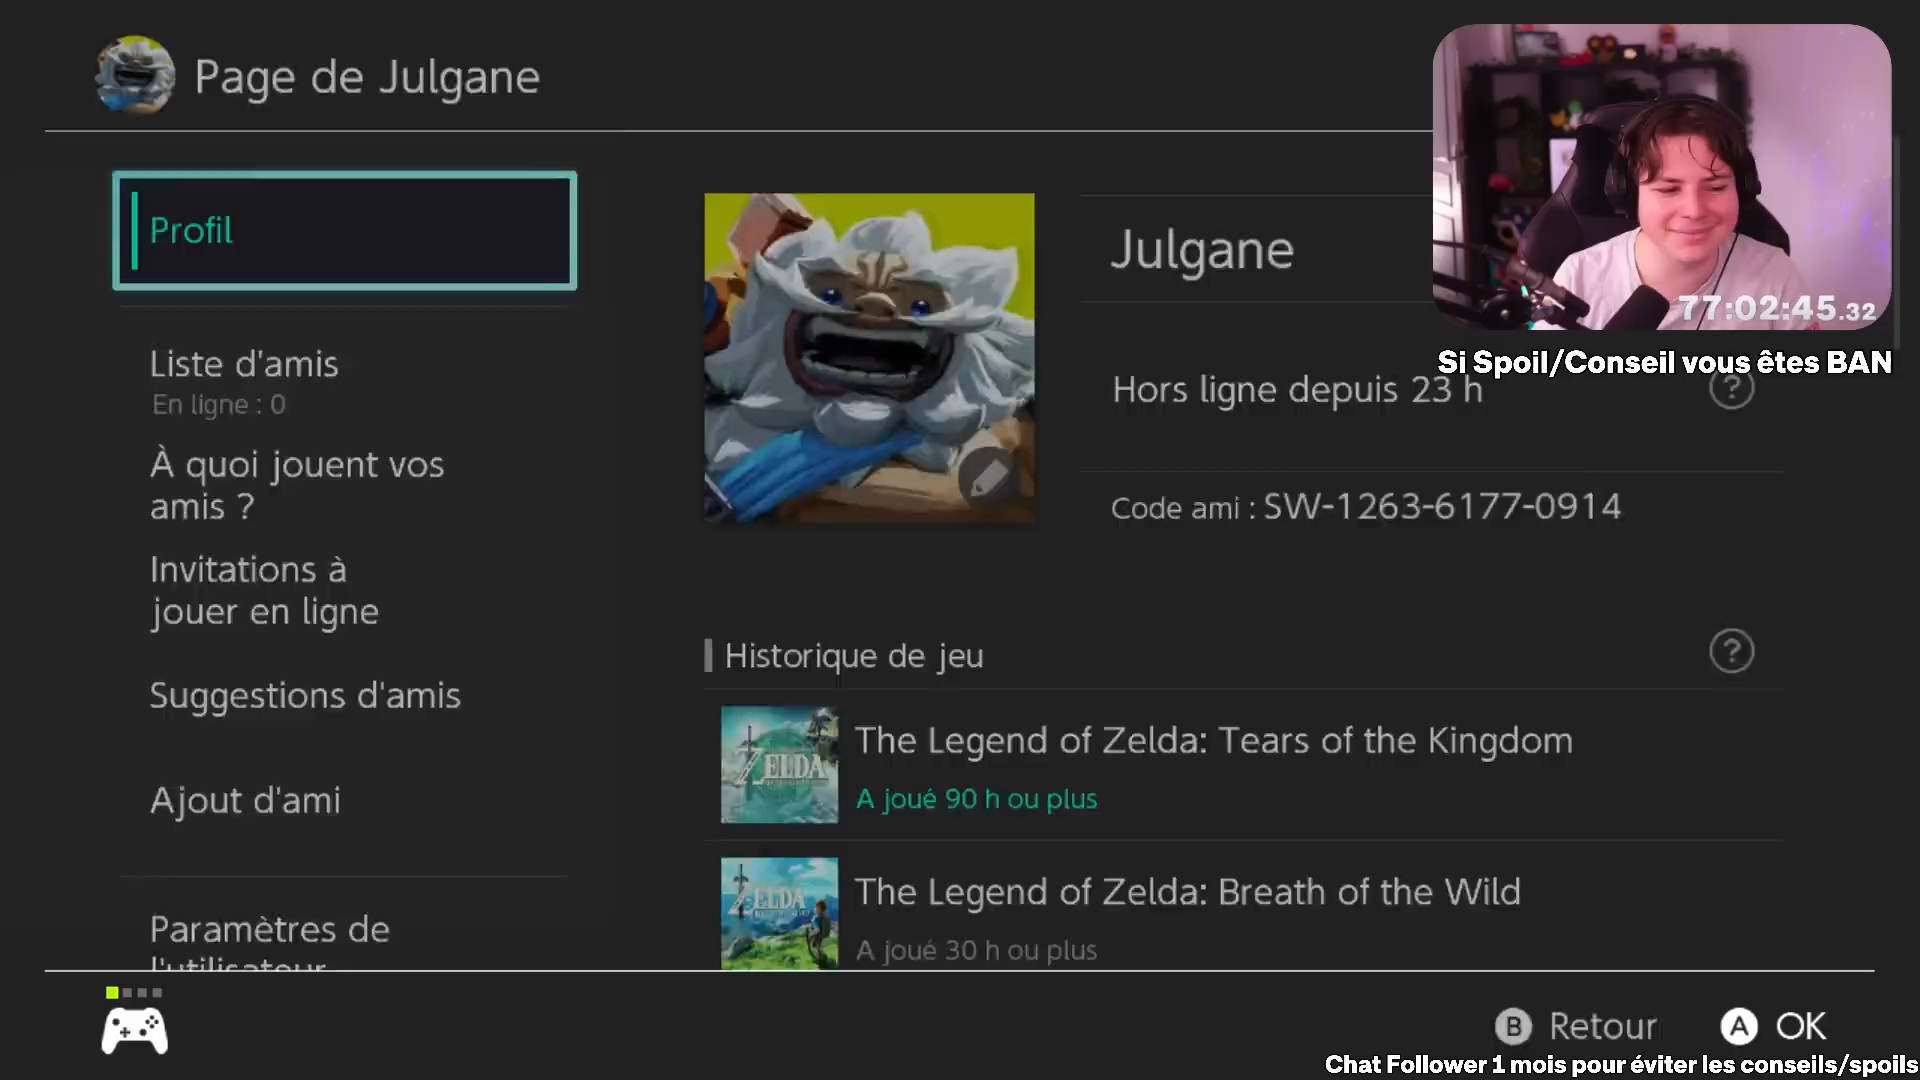 Page de Julgane
Profil
Liste d'amis
En ligne : 0
À quoi jouent vos
amis ?
Invitations à
jouer en ligne
Suggestions d'amis
Ajout d'ami
Paramètres de
l'utilisateur
Julgane
Hors ligne depuis 23 h
?
Code ami : SW-1263-6177-0914
Historique de jeu
?
ZELDA
The Legend of Zelda: Tears of the Kingdom
A joué 90 h ou plus
ZELDA
The Legend of Zelda: Breath of the Wild
A joué 30 h ou plus
77:02:45.32
Si Spoil/Conseil vous êtes BAN
B Retour
A OK
Chat Follower 1 mois pour éviter les conseils/spoils